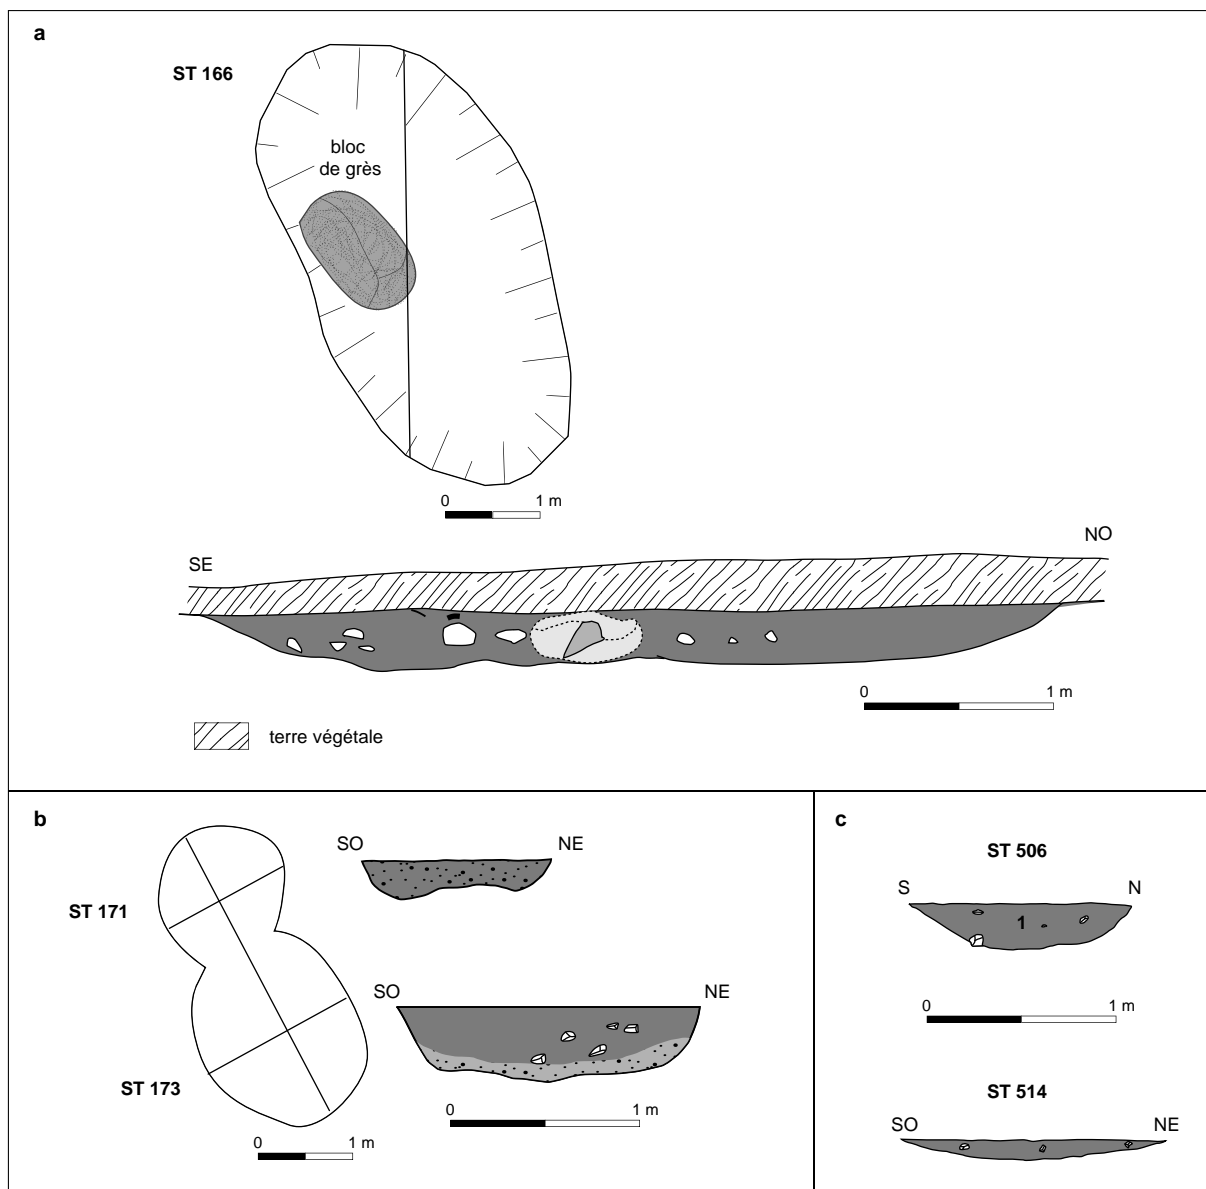 a
ST 166
bloc
de grès
0 1 m
SE
NO
0 1 m
terre végétale
b
SO
NE
ST 171
SO
NE
ST 173
0 1 m
0 1 m
c
ST 506
S
N
1
0 1 m
ST 514
SO
NE